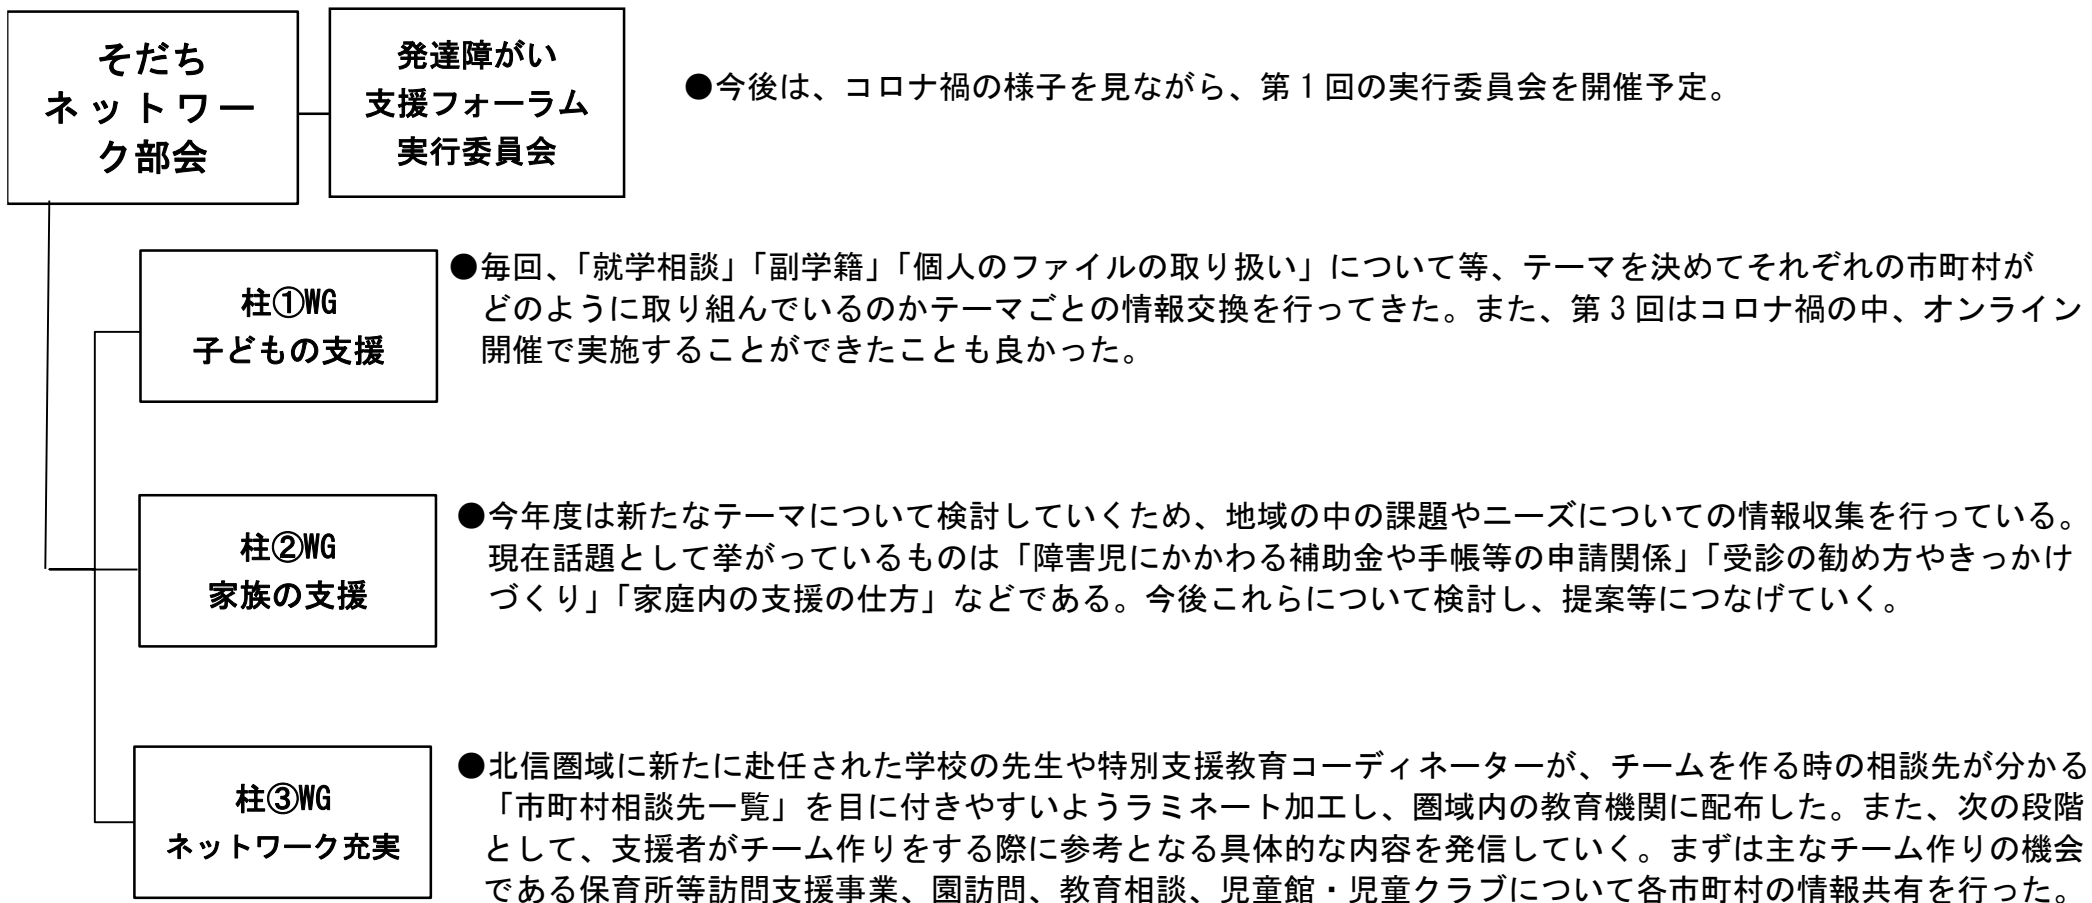 そだち
ネットワー
ク部会
発達障がい
支援フォーラム
実行委員会
●今後は、コロナ禍の様子を見ながら、第1回の実行委員会を開催予定。
柱①WG
子どもの支援
●毎回、「就学相談」「副学籍」「個人のファイルの取り扱い」について等、テーマを決めてそれぞれの市町村が
どのように取り組んでいるのかテーマごとの情報交換を行ってきた。また、第3回はコロナ禍の中、オンライン
開催で実施することができたことも良かった。
柱②WG
家族の支援
●今年度は新たなテーマについて検討していくため、地域の中の課題やニーズについての情報収集を行っている。
現在話題として挙がっているものは「障害児にかかわる補助金や手帳等の申請関係」「受診の勧め方やきっかけ
づくり」「家庭内の支援の仕方」などである。今後これらについて検討し、提案等につなげていく。
柱③WG
ネットワーク充実
●北信圏域に新たに赴任された学校の先生や特別支援教育コーディネーターが、チームを作る時の相談先が分かる
「市町村相談先一覧」を目に付きやすいようラミネート加工し、圏域内の教育機関に配布した。また、次の段階
として、支援者がチーム作りをする際に参考となる具体的な内容を発信していく。まずは主なチーム作りの機会
である保育所等訪問支援事業、園訪問、教育相談、児童館・児童クラブについて各市町村の情報共有を行った。